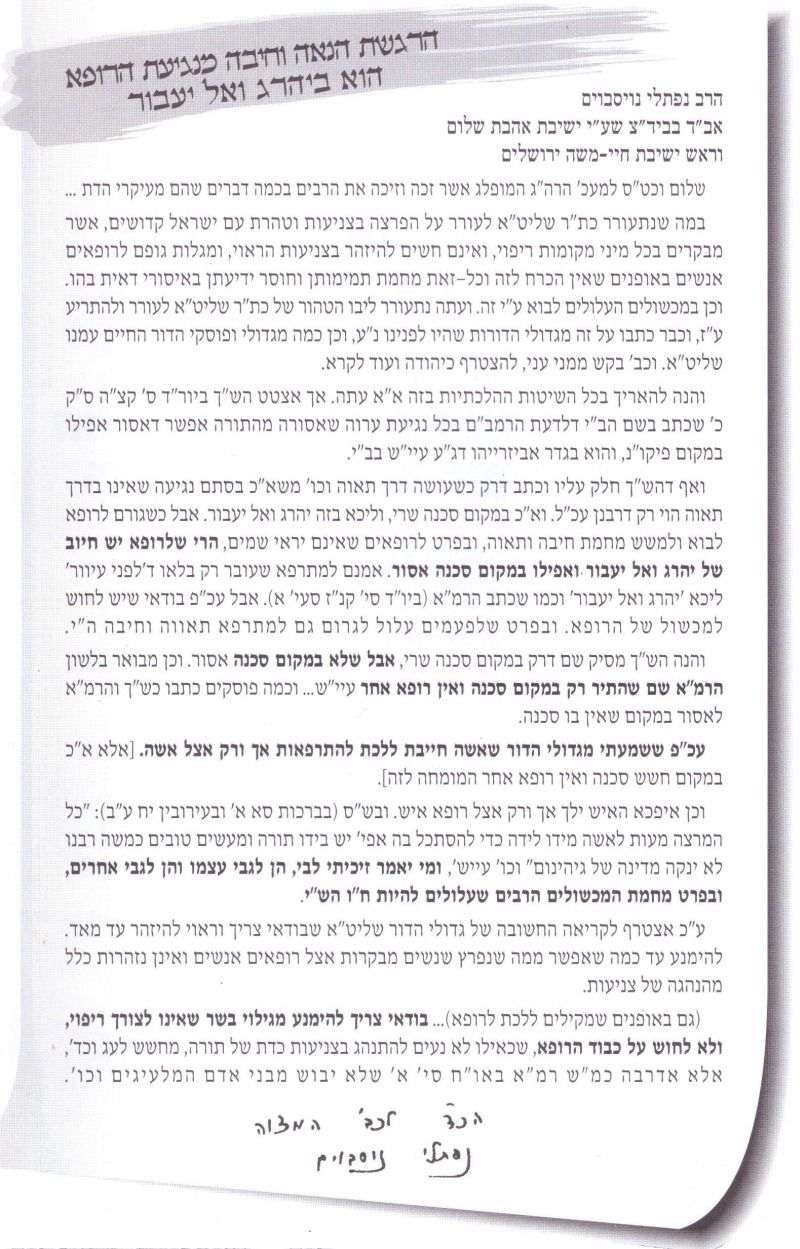 הרגשת הנאה וחיבה מנגיעת הרופא
הוא ביהרג ואל יעבור
הרב נפתלי נויסבוים
אב"ד בביד"צ שע"י ישיבת אהבת שלום
וראש ישיבת חיי-משה ירושלים
שלום וכט"ס למעכ' הרה"ג המופלג אשר זכה וזיכה את הרבים בכמה דברים שהם מעיקרי הדת ...
במה שנתעורר כת"ר שליט"א לעורר על הפרצה בצניעות וטהרת עם ישראל קדושים, אשר
מבקרים בכל מיני מקומות ריפוי, ואינם חשים להיזהר בצניעות הראוי, ומגלות גופם לרופאים
אנשים באופנים שאין הכרח לזה וכל-זאת מחמת תמימותן וחוסר ידיעתן באיסורי דאית בהו.
וכן במכשולים העלולים לבוא ע"י זה. ועתה נתעורר ליבו הטהור של כת"ר שליט"א לעורר ולהתריע
ע"ז, וכבר כתבו על זה מגדולי הדורות שהיו לפנינו נ"ע, וכן כמה מגדולי ופוסקי הדור החיים עמנו
שליט"א. וכב' בקש ממני עני, להצטרף כיהודה ועוד לקרא.
והנה להאריך בכל השיטות ההלכתיות בזה א"א עתה. אך אצטט הש"ך ביור"ד ס' קצ"ה ס"ק
כ' שכתב בשם הב"י דלדעת הרמב"ם בכל נגיעת ערוה שאסורה מהתורה אפשר דאסור אפילו
במקום פיקו"נ, והוא בגדר אביזרייהו דג"ע עיי"ש בב"י.
ואף דהש"ך חלק עליו וכתב דרק כשעושה דרך תאוה וכו' משא"כ בסתם נגיעה שאינו בדרך
תאוה הוי רק דרבנן עכ"ל. וא"כ במקום סכנה שרי, וליכא בזה יהרג ואל יעבור. אבל כשגורם לרופא
לבוא ולמשש מחמת חיבה ותאוה, ובפרט לרופאים שאינם יראי שמים, הרי שלרופא יש חיוב
של יהרג ואל יעבור ואפילו במקום סכנה אסור. אמנם למתרפא שעובר רק בלאו ד'לפני עיוור'
ליכא 'יהרג ואל יעבור' וכמו שכתב הרמ"א (ביו"ד סי' קנ"ז סעי' א). אבל עכ"פ בודאי שיש לחוש
למכשול של הרופא. ובפרט שלפעמים עלול לגרום גם למתרפא תאווה וחיבה ה"י.
והנה הש"ך מסיק שם דרק במקום סכנה שרי, אבל שלא במקום סכנה אסור. וכן מבואר בלשון
הרמ"א שם שהתיר רק במקום סכנה ואין רופא אחר עיי"ש... וכמה פוסקים כתבו כש"ך והרמ"א
לאסור במקום שאין בו סכנה.
עכ"פ ששמעתי מגדולי הדור שאשה חייבת ללכת להתרפאות אך ורק אצל אשה. [אלא א"כ
במקום חשש סכנה ואין רופא אחר המומחה לזה].
וכן איפכא האיש ילך אך ורק אצל רופא איש. ובש"ס (בברכות סא א' ובעירובין יח ע"ב): "כל
המרצה מעות לאשה מידו לידה כדי להסתכל בה אפי' יש בידו תורה ומעשים טובים כמשה רבנו
לא ינקה מדינה של גיהינום" וכו' עייש', ומי יאמר זיכיתי לבי, הן לגבי עצמו והן לגבי אחרים,
ובפרט מחמת המכשולים הרבים שעלולים להיות ח"ו הש"י.
ע"כ אצטרף לקריאה החשובה של גדולי הדור שליט"א שבודאי צריך וראוי להיזהר עד מאד.
להימנע עד כמה שאפשר ממה שנפרץ שנשים מבקרות אצל רופאים אנשים ואינן נזהרות כלל
מהנהגה של צניעות.
(גם באופנים שמקילים ללכת לרופא)... בודאי צריך להימנע מגילוי בשר שאינו לצורך ריפוי,
ולא לחוש על כבוד הרופא, שכאילו לא נעים להתנהג בצניעות כדת של תורה, מחשש לעג וכד',
אלא אדרבה כמ"ש רמ"א באו"ח סי' א' שלא יבוש מבני אדם המלעיגים וכו'.
הכ"ד לכב' המצוה
נפתלי נוסבוים